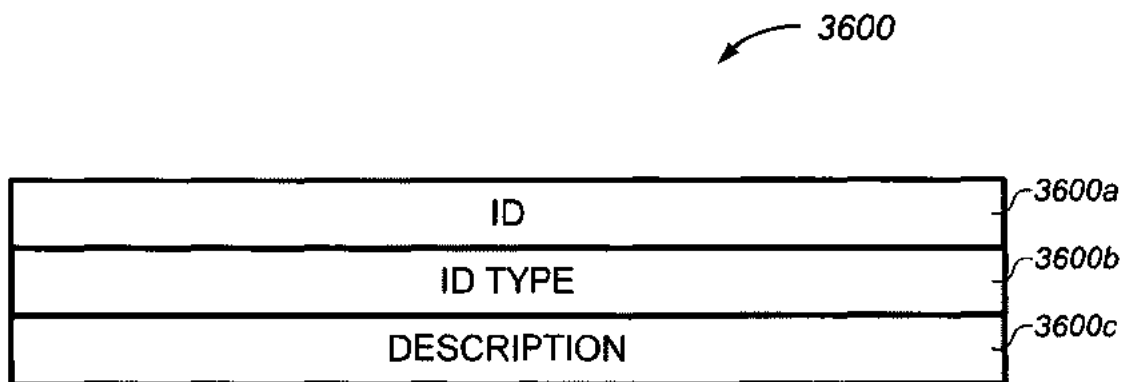 3600
ID
3600a
ID TYPE
3600b
DESCRIPTION
3600c